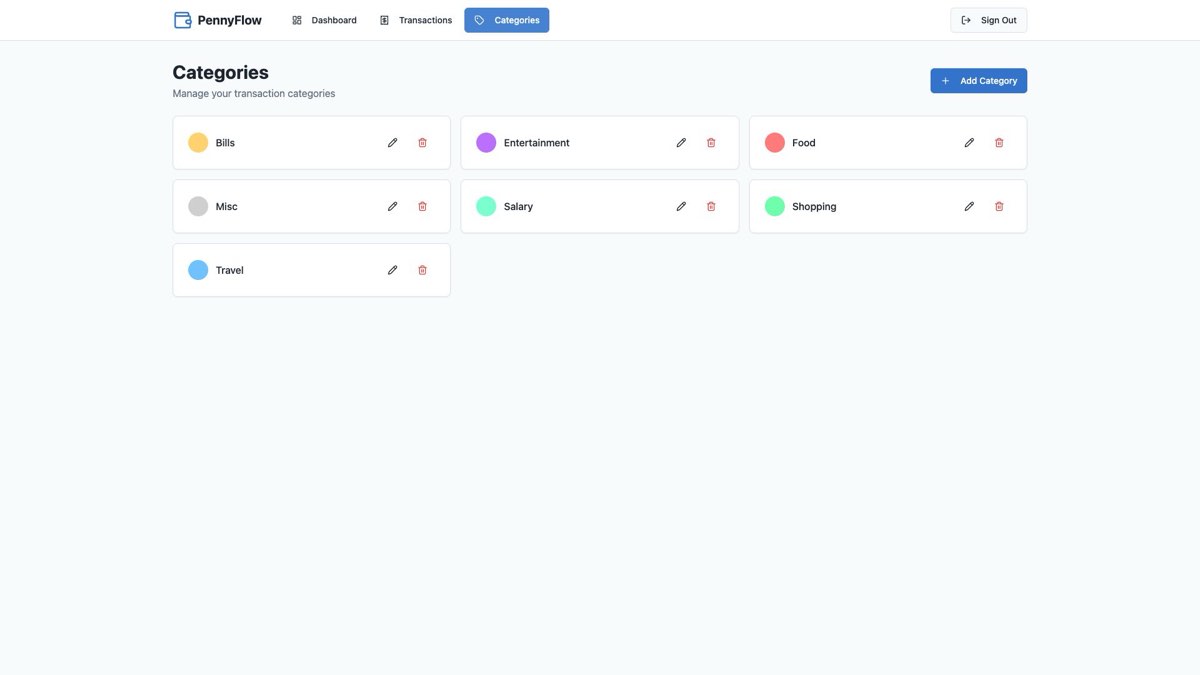 PennyFlow Dashboard Transactions Categories Sign Out
Categories
Manage your transaction categories
Add Category
Bills Entertainment Food
Misc Salary Shopping
Travel